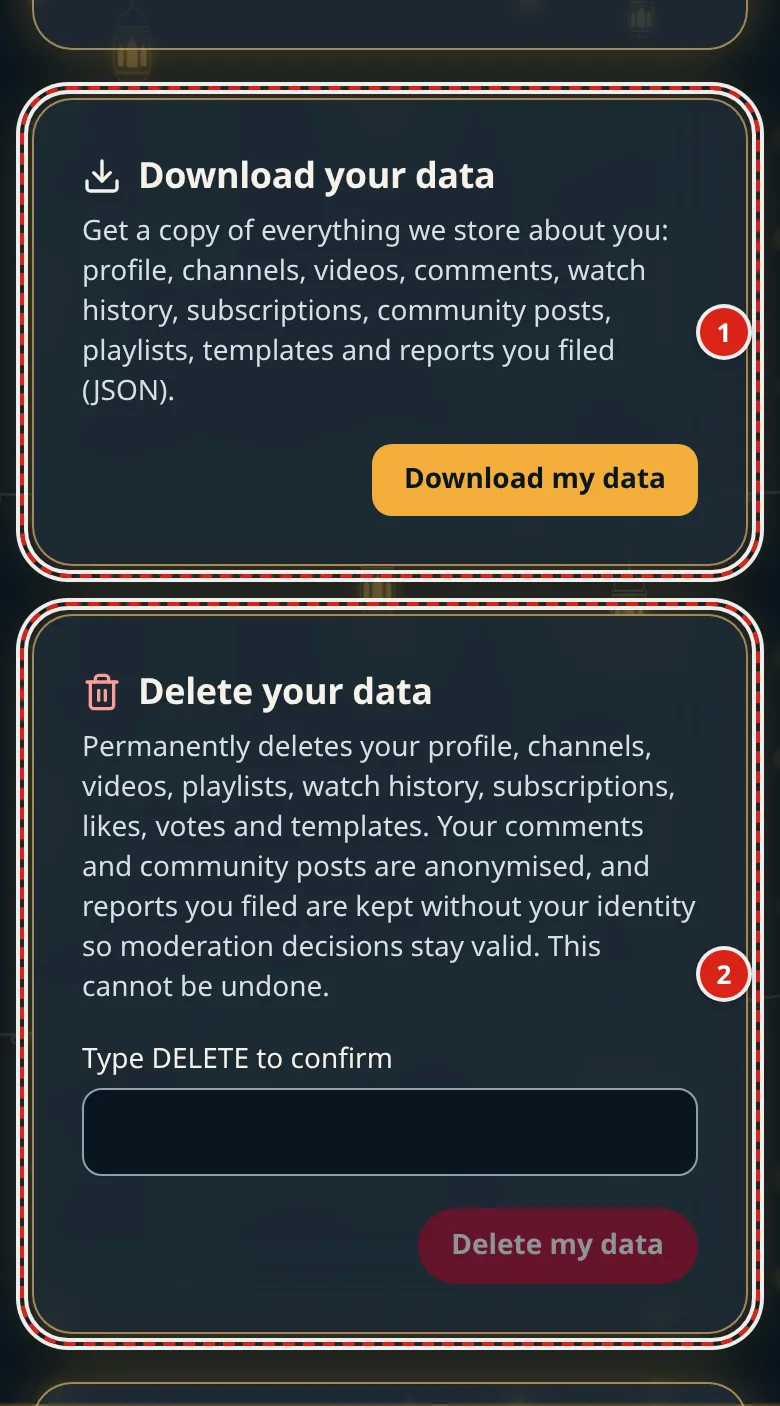 Download your data
Get a copy of everything we store about you:
profile, channels, videos, comments, watch
history, subscriptions, community posts,
playlists, templates and reports you filed
(JSON).
1
Download my data
Delete your data
Permanently deletes your profile, channels,
videos, playlists, watch history, subscriptions,
likes, votes and templates. Your comments
and community posts are anonymised, and
reports you filed are kept without your identity
so moderation decisions stay valid. This
cannot be undone.
2
Type DELETE to confirm
Delete my data